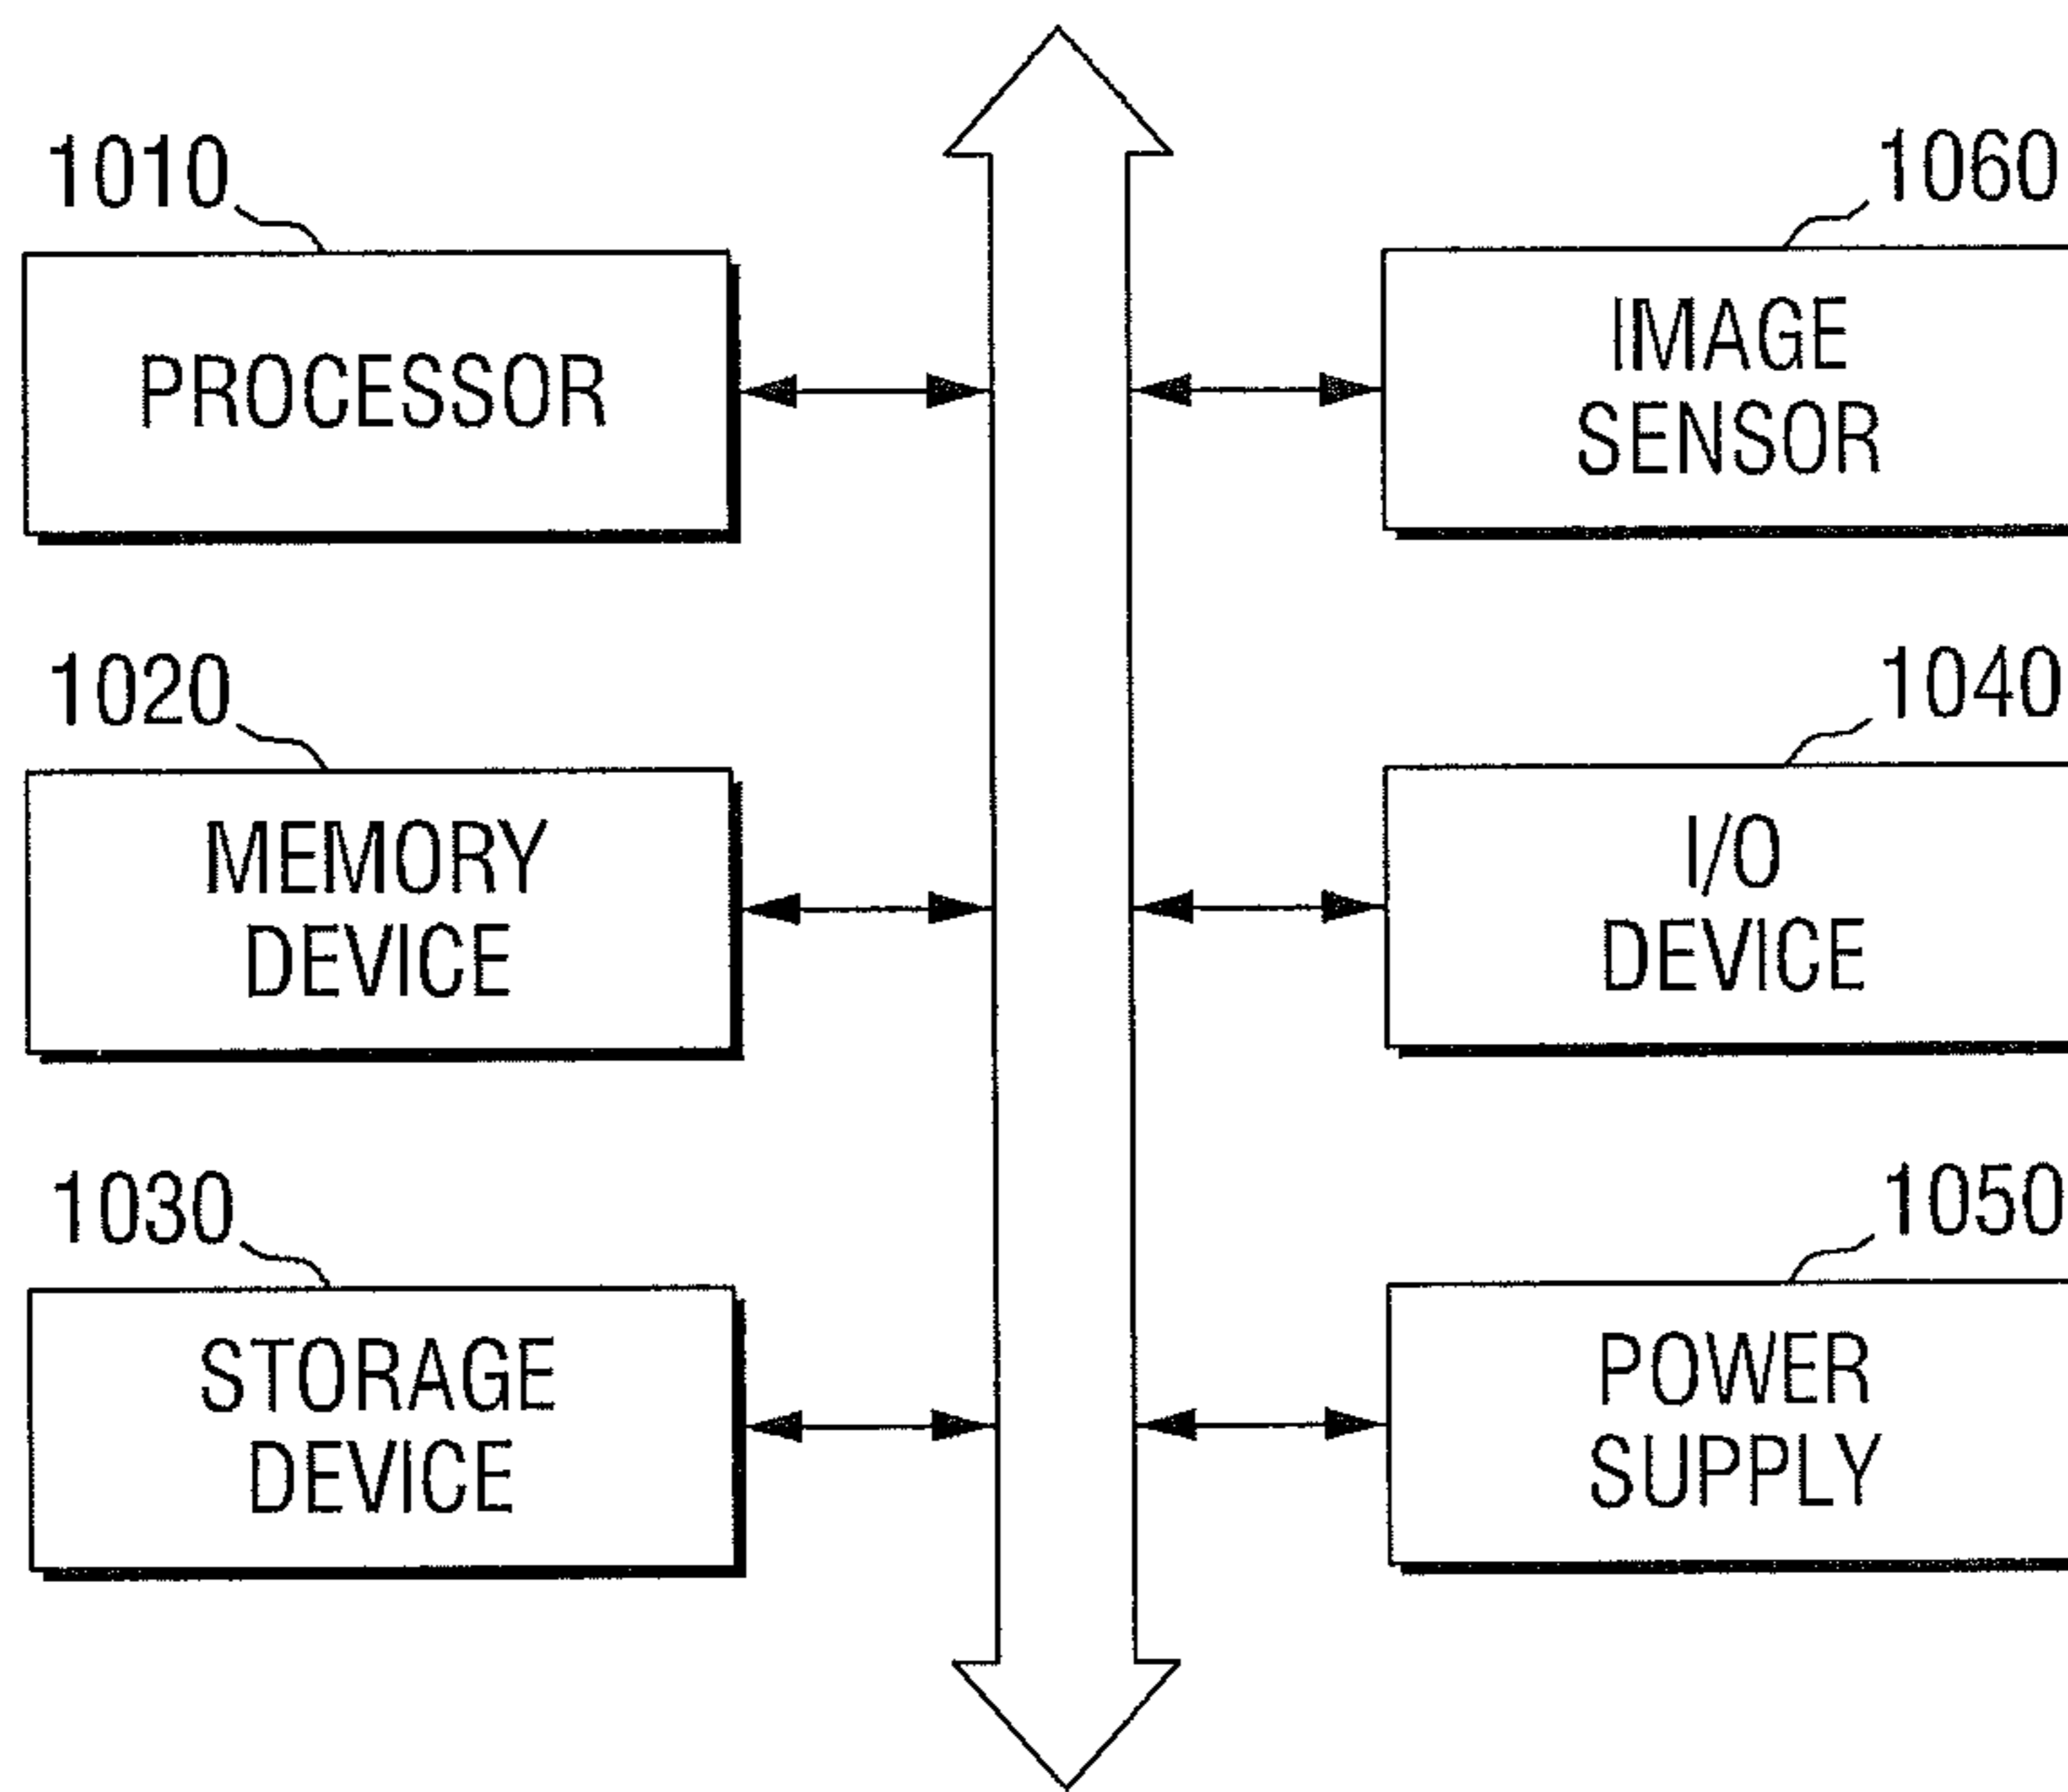 1010
PROCESSOR
1020
MEMORY
DEVICE
1030
STORAGE
DEVICE
1060
IMAGE
SENSOR
1040
I/O
DEVICE
1050
POWER
SUPPLY